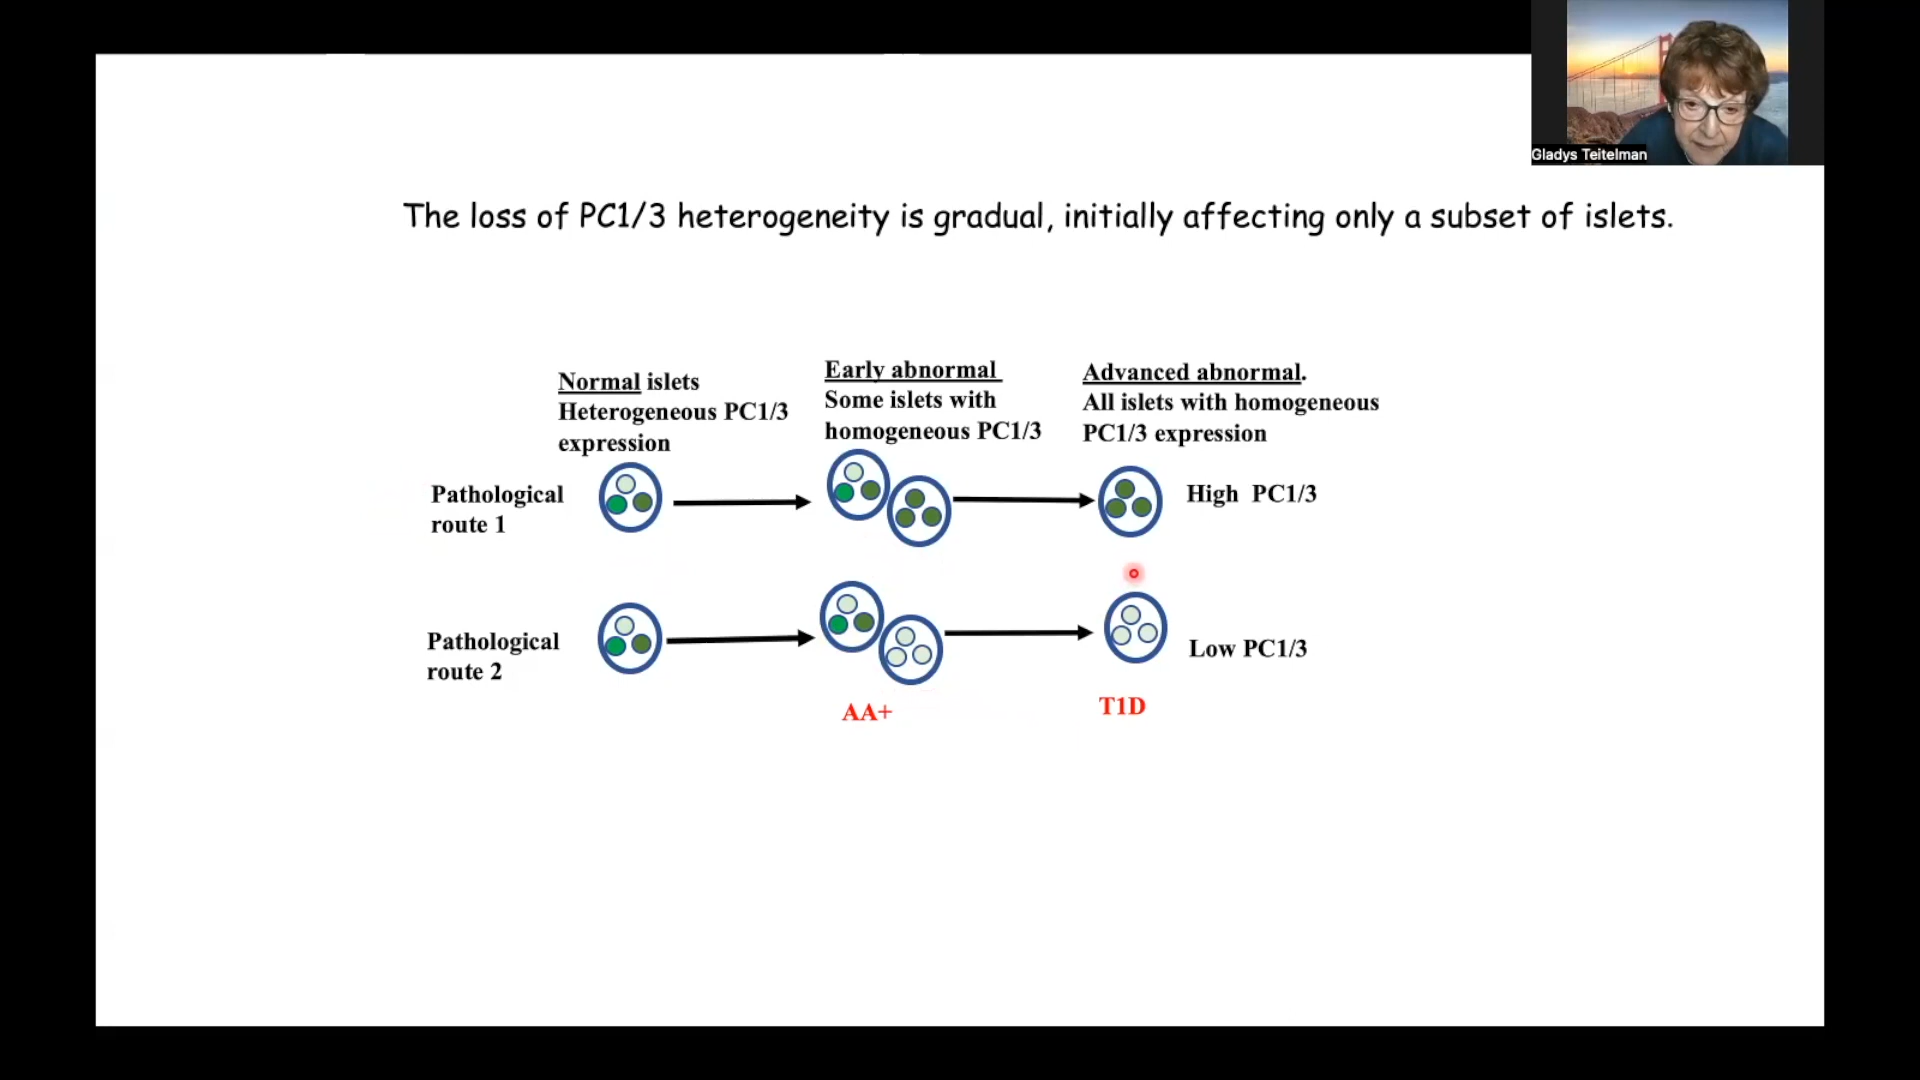 Gladys Teitelman
The loss of PC1/3 heterogeneity is gradual, initially affecting only a subset of islets.
Normal islets
Heterogeneous PC1/3
expression
Early abnormal
Some islets with
homogeneous PC1/3
Advanced abnormal.
All islets with homogeneous
PC1/3 expression
Pathological
route 1
High PC1/3
Pathological
route 2
Low PC1/3
AA+
T1D